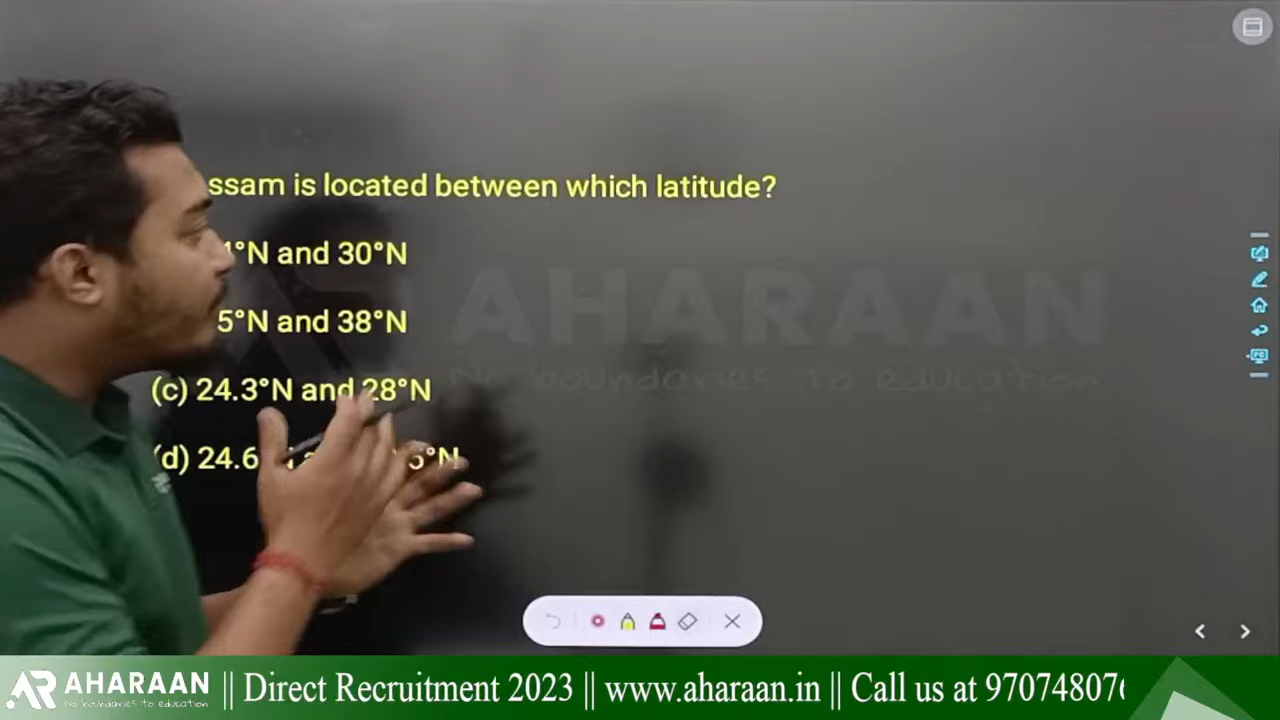 ssam is located between which latitude?
°N and 30°N
5°N and 38°N
(c) 24.3°N and 28°N
(d) 24.6
AHARAAN
No boundaries to education
AHARAAN || Direct Recruitment 2023 || www.aharaan.in || Call us at 97074807
No boundaries to education